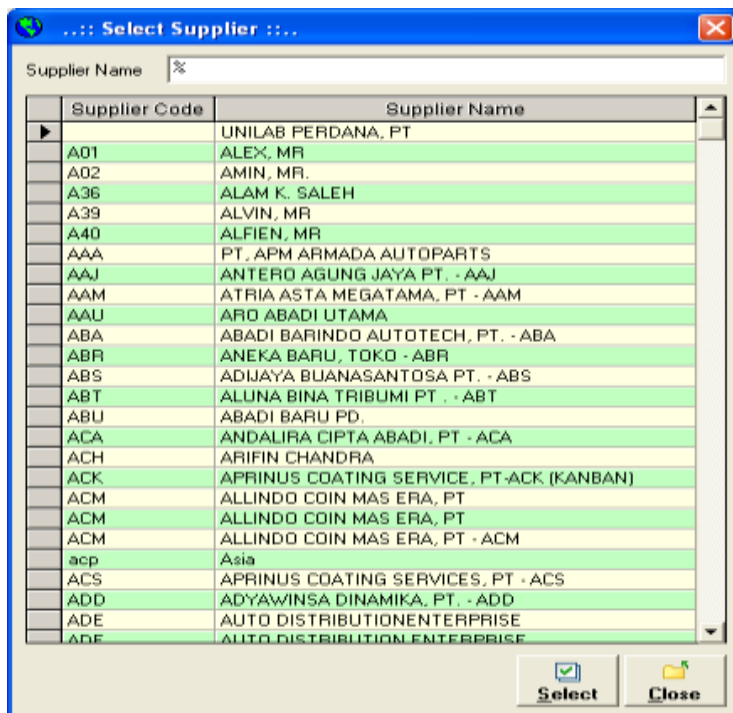 ..:: Select Supplier ::..
Supplier Name %
Supplier Code Supplier Name
UNILAB PERDANA, PT
A01 ALEX, MR
A02 AMIN, MR.
A36 ALAM K. SALEH
A39 ALVIN, MR
A40 ALFIEN, MR
AAA PT, APM ARMADA AUTOPARTS
AAJ ANTERO AGUNG JAYA PT. - AAJ
AAM ATRIA ASTA MEGATAMA, PT - AAM
AAU ARO ABADI UTAMA
ABA ABADI BARINDO AUTOTECH, PT. - ABA
ABR ANEKA BARU, TOKO - ABR
ABS ADIJAYA BUANASANTOSA PT. - ABS
ABT ALUNA BINA TRIBUMI PT . - ABT
ABU ABADI BARU PD.
ACA ANDALIRA CIPTA ABADI, PT - ACA
ACH ARIFIN CHANDRA
ACK APRINUS COATING SERVICE, PT-ACK (KANBAN)
ACM ALLINDO COIN MAS ERA, PT
ACM ALLINDO COIN MAS ERA, PT
ACM ALLINDO COIN MAS ERA, PT - ACM
acp Asia
ACS APRINUS COATING SERVICES, PT - ACS
ADD ADYAWINSA DINAMIKA, PT. - ADD
ADE AUTO DISTRIBUTIONENTERPRISE
ADE AUTO DISTRIBUTION ENTERPRISE
Select Close